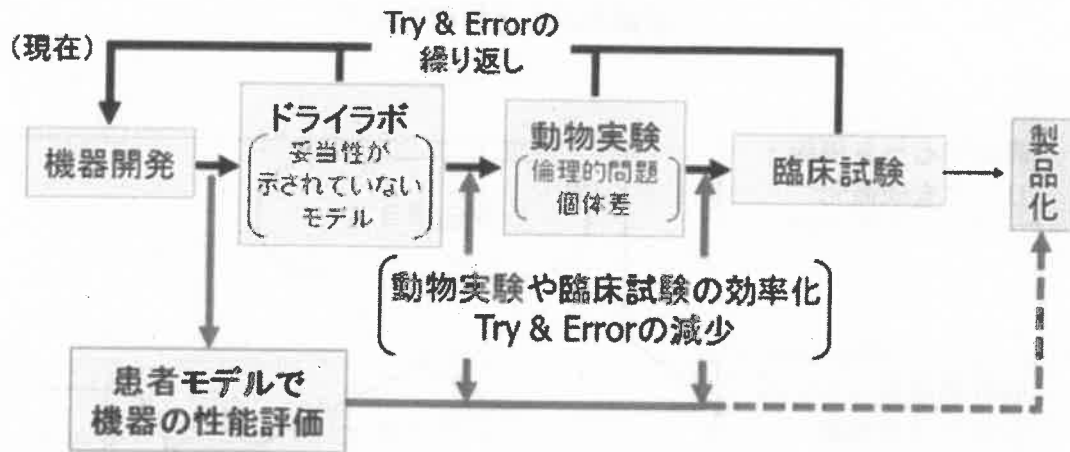 Try & Errorの
繰り返し
(現在)
機器開発
ドライラボ
妥当性が
示されていない
モデル
動物実験
倫理的問題
個体差
臨床試験
製品化
動物実験や臨床試験の効率化
Try & Errorの減少
患者モデルで
機器の性能評価